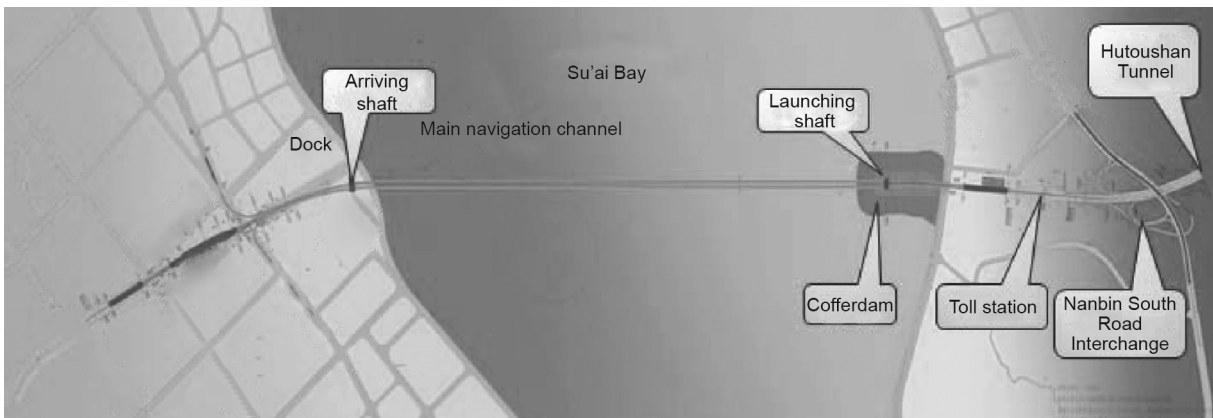 Hutoushan
Tunnel
Su'ai Bay
Arriving
shaft
Launching
shaft
Main navigation channel
Dock
Cofferdam
Toll station
Nanbin South
Road
Interchange